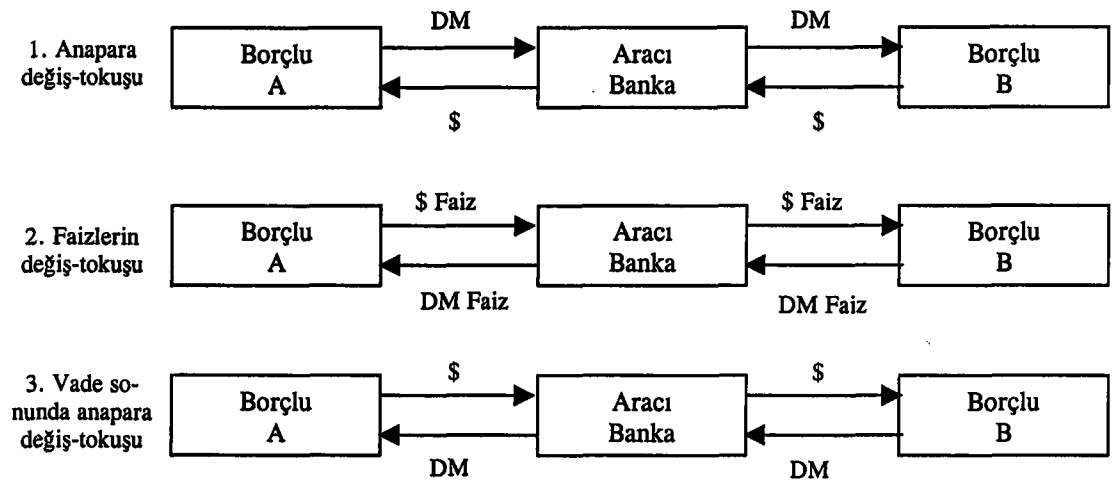 DM
DM
1. Anapara
değiş-tokuşu
Borçlu
A
Aracı
Banka
Borçlu
B
$
$
$ Faiz
$ Faiz
2. Faizlerin
değiş-tokuşu
Borçlu
A
Aracı
Banka
Borçlu
B
DM Faiz
DM Faiz
$
$
3. Vade so-
nunda anapara
değiş-tokuşu
Borçlu
A
Aracı
Banka
Borçlu
B
DM
DM